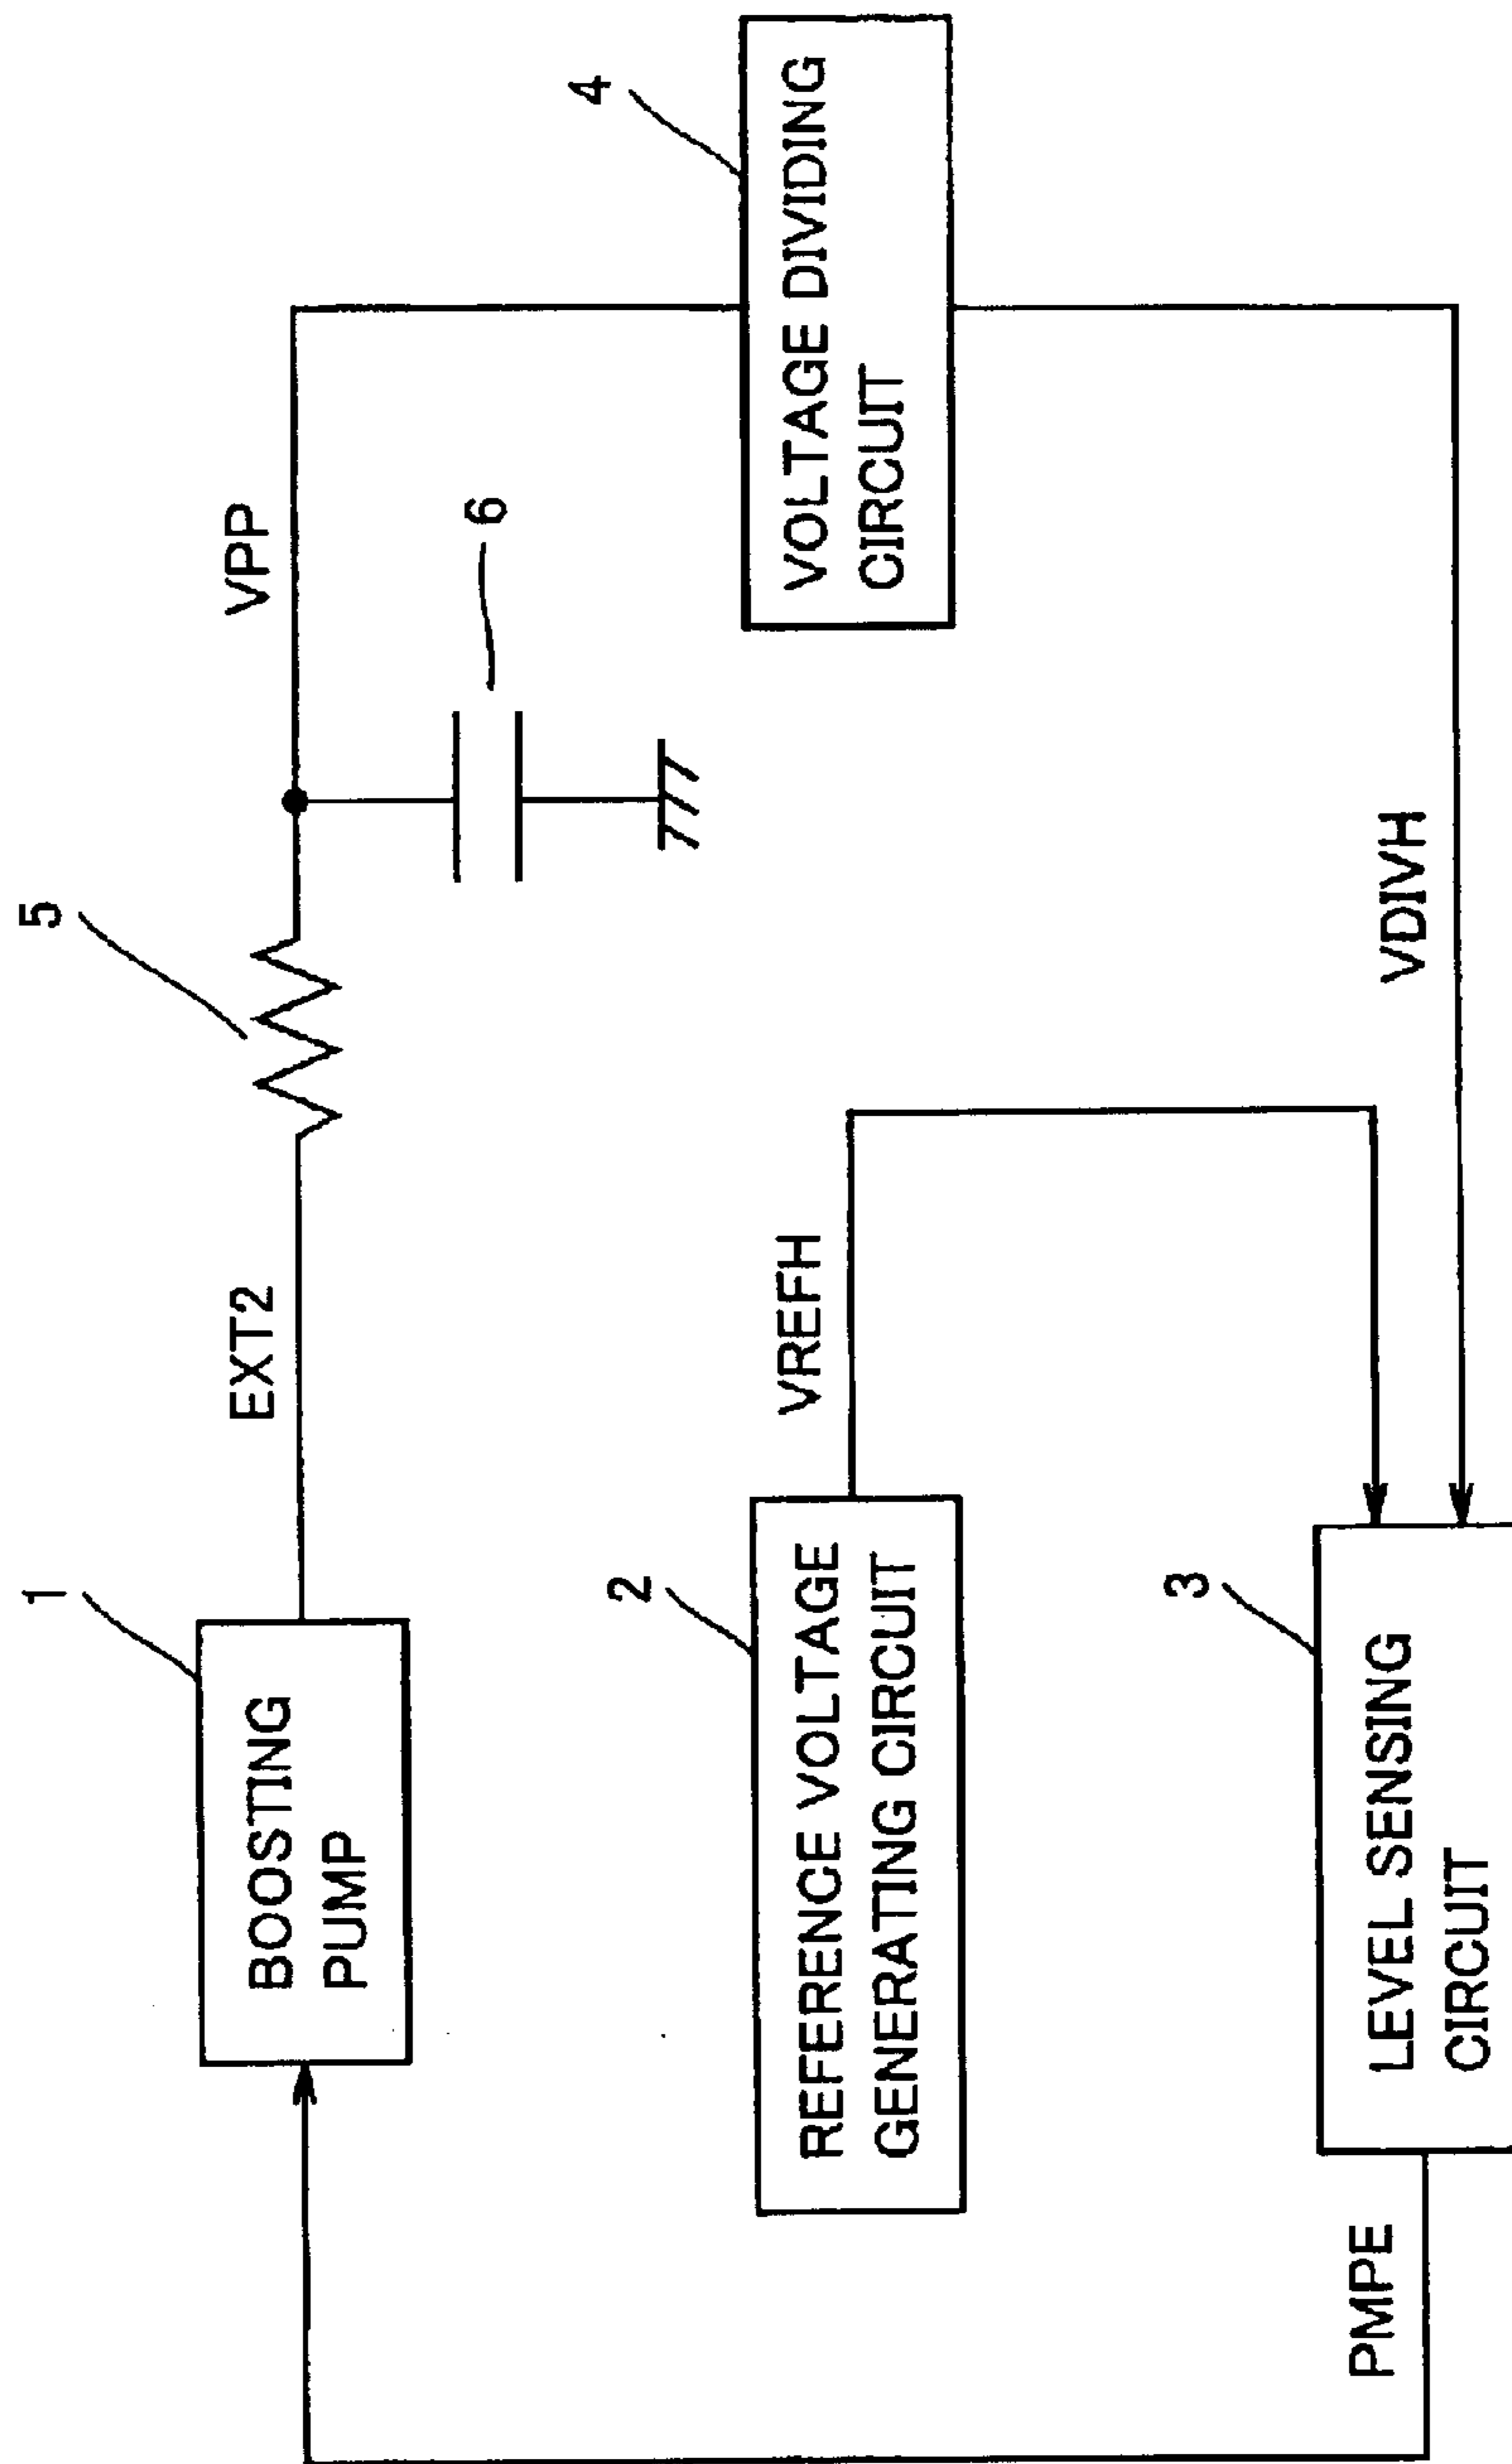 1
BOOSTING
PUMP
EXT2
5
VPP
6
4
VOLTAGE DIVIDING
CIRCUIT
2
REFERENCE VOLTAGE
GENERATING CIRCUIT
VREFH
3
LEVEL SENSING
CIRCUIT
VDIVH
PMPE